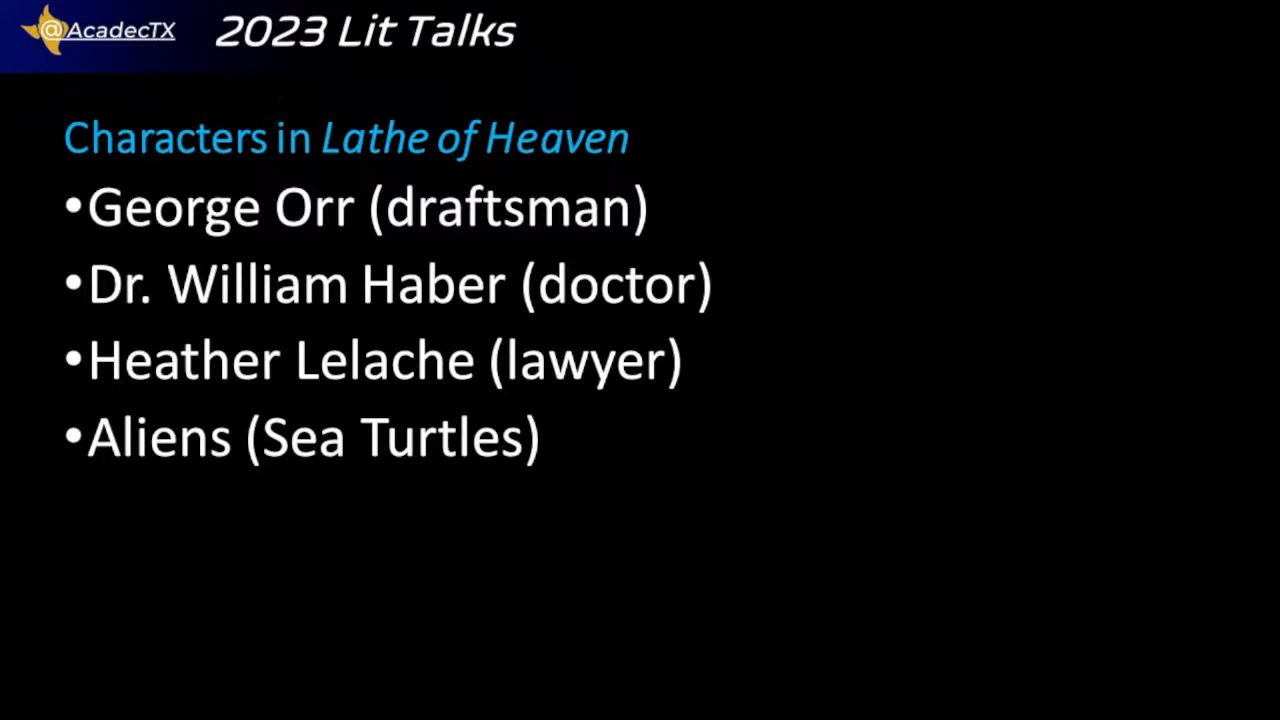 @AcadecTX 2023 Lit Talks
Characters in Lathe of Heaven
•George Orr (draftsman)
•Dr. William Haber (doctor)
•Heather Lelache (lawyer)
•Aliens (Sea Turtles)